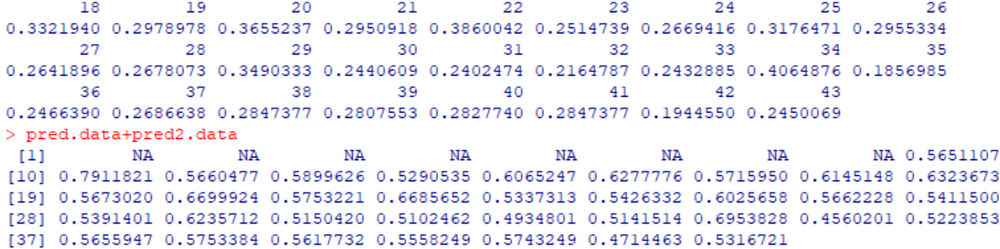 18 19 20 21 22 23 24 25 26
0.3321940 0.2978978 0.3655237 0.2950918 0.3860042 0.2514739 0.2669416 0.3176471 0.2955334
27 28 29 30 31 32 33 34 35
0.2641896 0.2678073 0.3490333 0.2440609 0.2402474 0.2164787 0.2432885 0.4064876 0.1856985
36 37 38 39 40 41 42 43
0.2466390 0.2686638 0.2847377 0.2807553 0.2827740 0.2847377 0.1944550 0.2450069
> pred.data+pred2.data
[1] NA NA NA NA NA NA NA NA 0.5651107
[10] 0.7911821 0.5660477 0.5899626 0.5290535 0.6065247 0.6277776 0.5715950 0.6145148 0.6323673
[19] 0.5673020 0.6699924 0.5753221 0.6685652 0.5337313 0.5426332 0.6025658 0.5662228 0.5411500
[28] 0.5391401 0.6235712 0.5150420 0.5102462 0.4934801 0.5141514 0.6953828 0.4560201 0.5223853
[37] 0.5655947 0.5753384 0.5617732 0.5558249 0.5743249 0.4714463 0.5316721